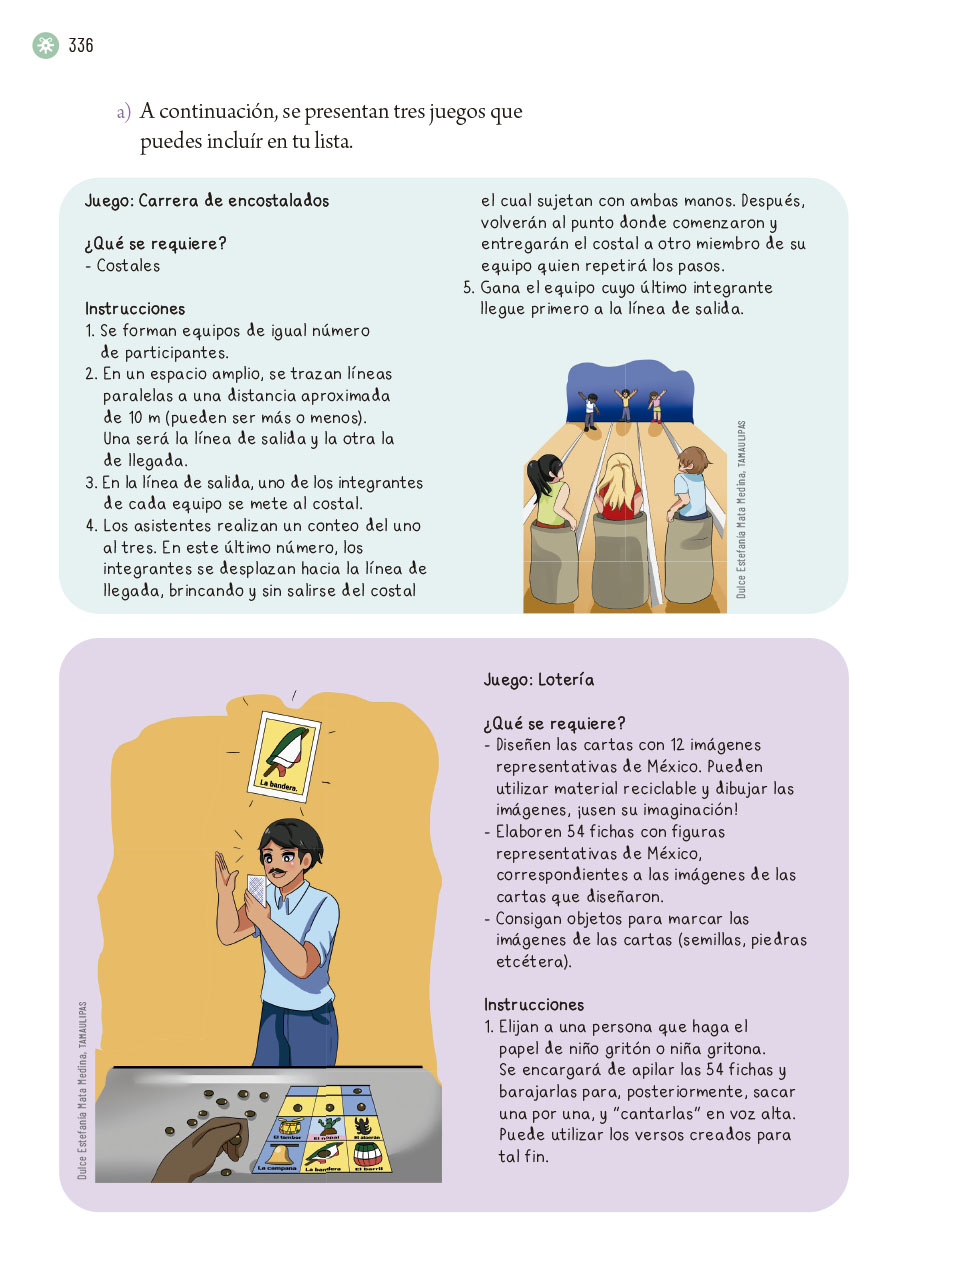 336
a) A continuación, se presentan tres juegos que
puedes incluír en tu lista.
Juego: Carrera de encostalados
¿Qué se requiere?
- Costales
Instrucciones
1. Se forman equipos de igual número
de participantes.
2. En un espacio amplio, se trazan líneas
paralelas a una distancia aproximada
de 10 m (pueden ser más o menos).
Una será la línea de salida y la otra la
de llegada.
3. En la línea de salida, uno de los integrantes
de cada equipo se mete al costal.
4. Los asistentes realizan un conteo del uno
al tres. En este último número, los
integrantes se desplazan hacia la línea de
llegada, brincando y sin salirse del costal
el cual sujetan con ambas manos. Después,
volverán al punto donde comenzaron y
entregarán el costal a otro miembro de su
equipo quien repetirá los pasos.
5. Gana el equipo cuyo último integrante
llegue primero a la línea de salida.
Dulce Estefanía Mata Medina, TAMAULIPAS
La bandera.
El tambor
El nopal
El alacrán
La campana
La bandera
El barril
Dulce Estefanía Mata Medina, TAMAULIPAS
Juego: Lotería
¿Qué se requiere?
- Diseñen las cartas con 12 imágenes
representativas de México. Pueden
utilizar material reciclable y dibujar las
imágenes, ¡usen su imaginación!
- Elaboren 54 fichas con figuras
representativas de México,
correspondientes a las imágenes de las
cartas que diseñaron.
- Consigan objetos para marcar las
imágenes de las cartas (semillas, piedras
etcétera).
Instrucciones
1. Elijan a una persona que haga el
papel de niño gritón o niña gritona.
Se encargará de apilar las 54 fichas y
barajarlas para, posteriormente, sacar
una por una, y “cantarlas” en voz alta.
Puede utilizar los versos creados para
tal fin.